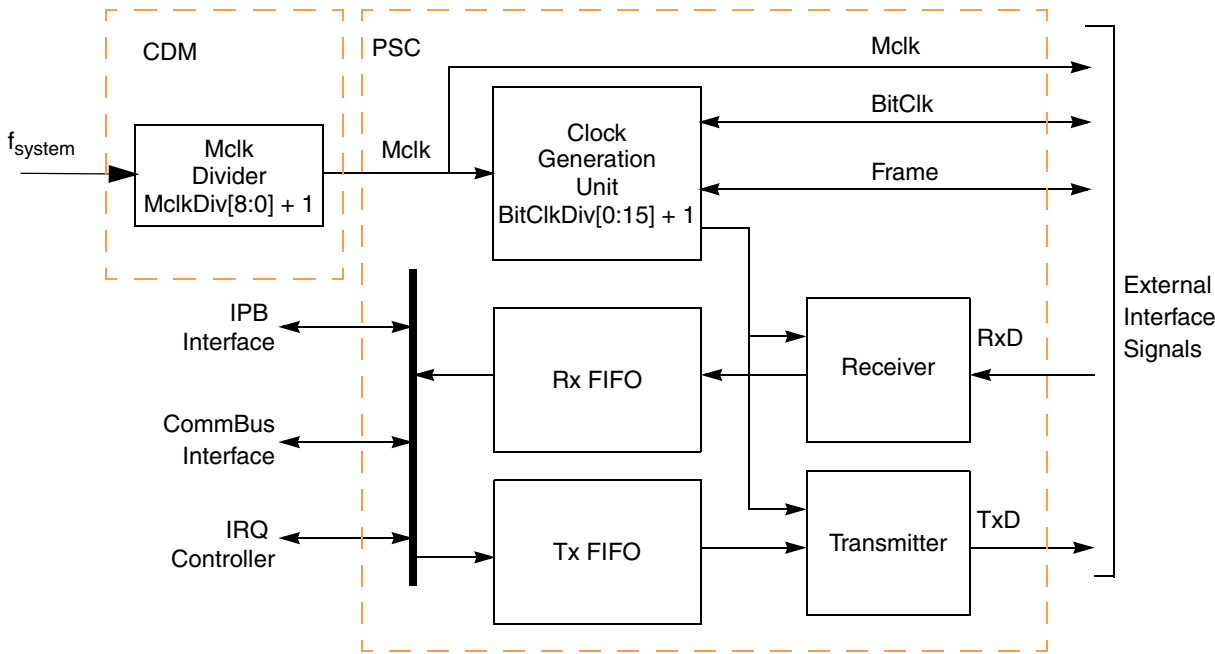 CDM
PSC
Mclk
BitClk
Frame
fsystem
Mclk
Divider
MclkDiv[8:0] + 1
Mclk
Clock
Generation
Unit
BitClkDiv[0:15] + 1
External
Interface
Signals
IPB
Interface
Rx FIFO
Receiver
RxD
CommBus
Interface
IRQ
Controller
Tx FIFO
Transmitter
TxD